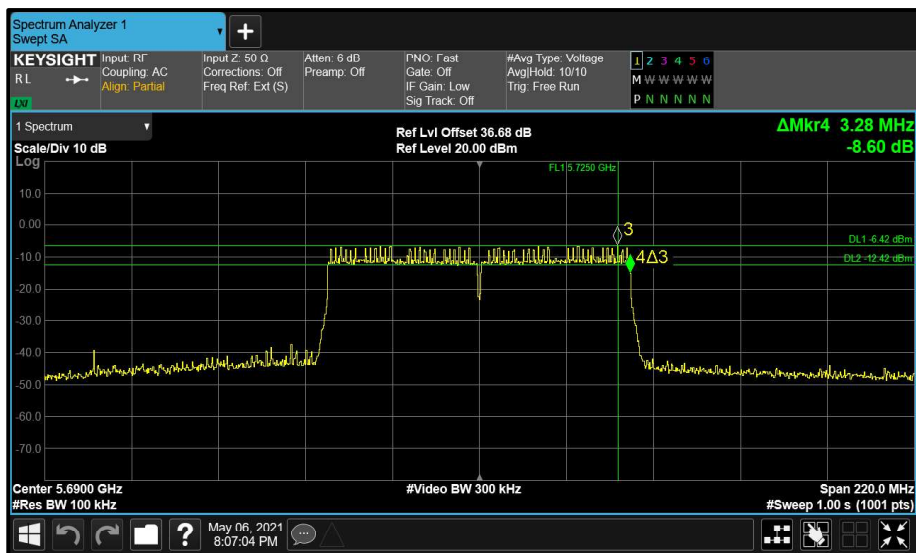 Spectrum Analyzer 1
Swept SA
+
KEYSIGHT
RL
LXI
Input: RF
Coupling: AC
Align: Partial
Input Z: 50 Ω
Corrections: Off
Freq Ref: Ext (S)
Atten: 6 dB
Preamp: Off
PNO: Fast
Gate: Off
IF Gain: Low
Sig Track: Off
#Avg Type: Voltage
Avg|Hold: 10/10
Trig: Free Run
1 2 3 4 5 6
M W W W W W
P N N N N N
1 Spectrum
Scale/Div 10 dB
Ref Lvl Offset 36.68 dB
Ref Level 20.00 dBm
ΔMkr4 3.28 MHz
-8.60 dB
Log
FL1 5.7250 GHz
10.0
0.00
3
DL1 -6.42 dBm
-10.0
4Δ3
DL2 -12.42 dBm
-20.0
-30.0
-40.0
-50.0
-60.0
-70.0
Center 5.6900 GHz
#Video BW 300 kHz
Span 220.0 MHz
#Res BW 100 kHz
#Sweep 1.00 s (1001 pts)
?
May 06, 2021
8:07:04 PM